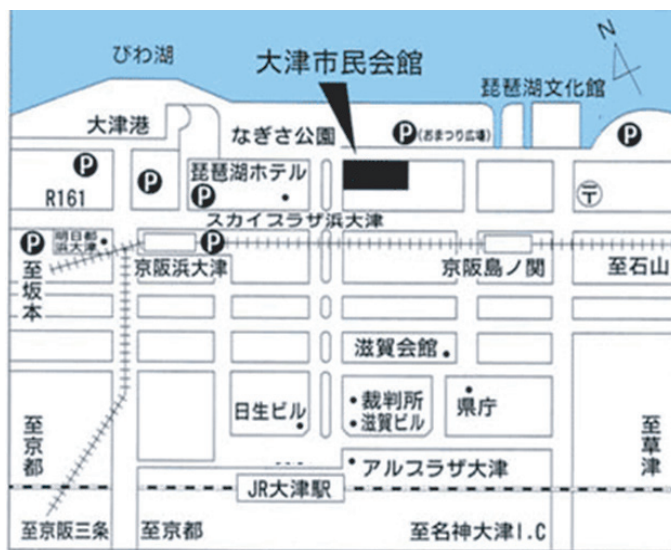 N
びわ湖
大津市民会館
琵琶湖文化館
大津港
なぎさ公園
P(おまつり広場)
P
P
P
琵琶湖ホテル
P
〒
R161
スカイプラザ浜大津
P
明日都
浜大津
P
京阪浜大津
京阪島ノ関
至石山
至坂本
滋賀会館
日生ビル
裁判所
滋賀ビル
県庁
至京都
至草津
アルプラザ大津
JR大津駅
至京阪三条
至京都
至名神大津I.C